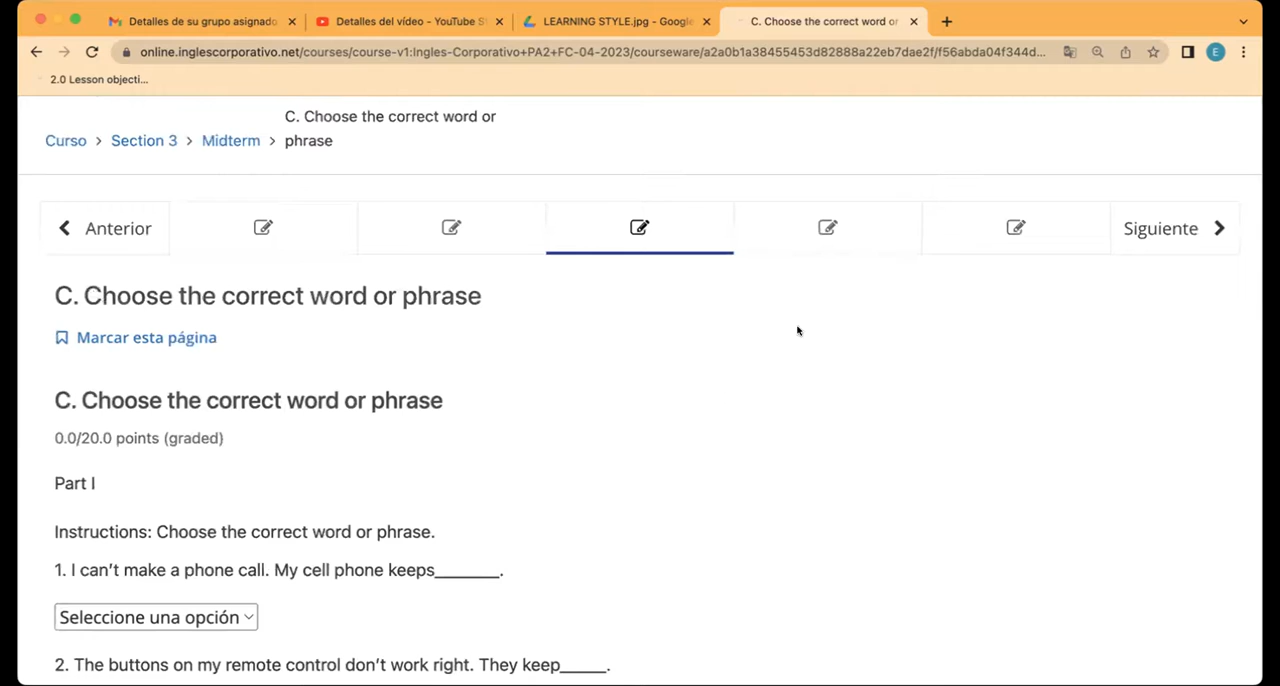 Detalles de su grupo asignado
Detalles del vídeo - YouTube S
LEARNING STYLE.jpg - Google
C. Choose the correct word or
online.inglescorporativo.net/courses/course-v1:Ingles-Corporativo+PA2+FC-04-2023/courseware/a2a0b1a38455453d82888a22eb7dae2f/f56abda04f344d...
E
2.0 Lesson objecti...
Curso > Section 3 > Midterm > C. Choose the correct word or
phrase
Anterior
Siguiente
C. Choose the correct word or phrase
Marcar esta página
C. Choose the correct word or phrase
0.0/20.0 points (graded)
Part I
Instructions: Choose the correct word or phrase.
1. I can’t make a phone call. My cell phone keeps_______.
Seleccione una opción
2. The buttons on my remote control don’t work right. They keep_____.